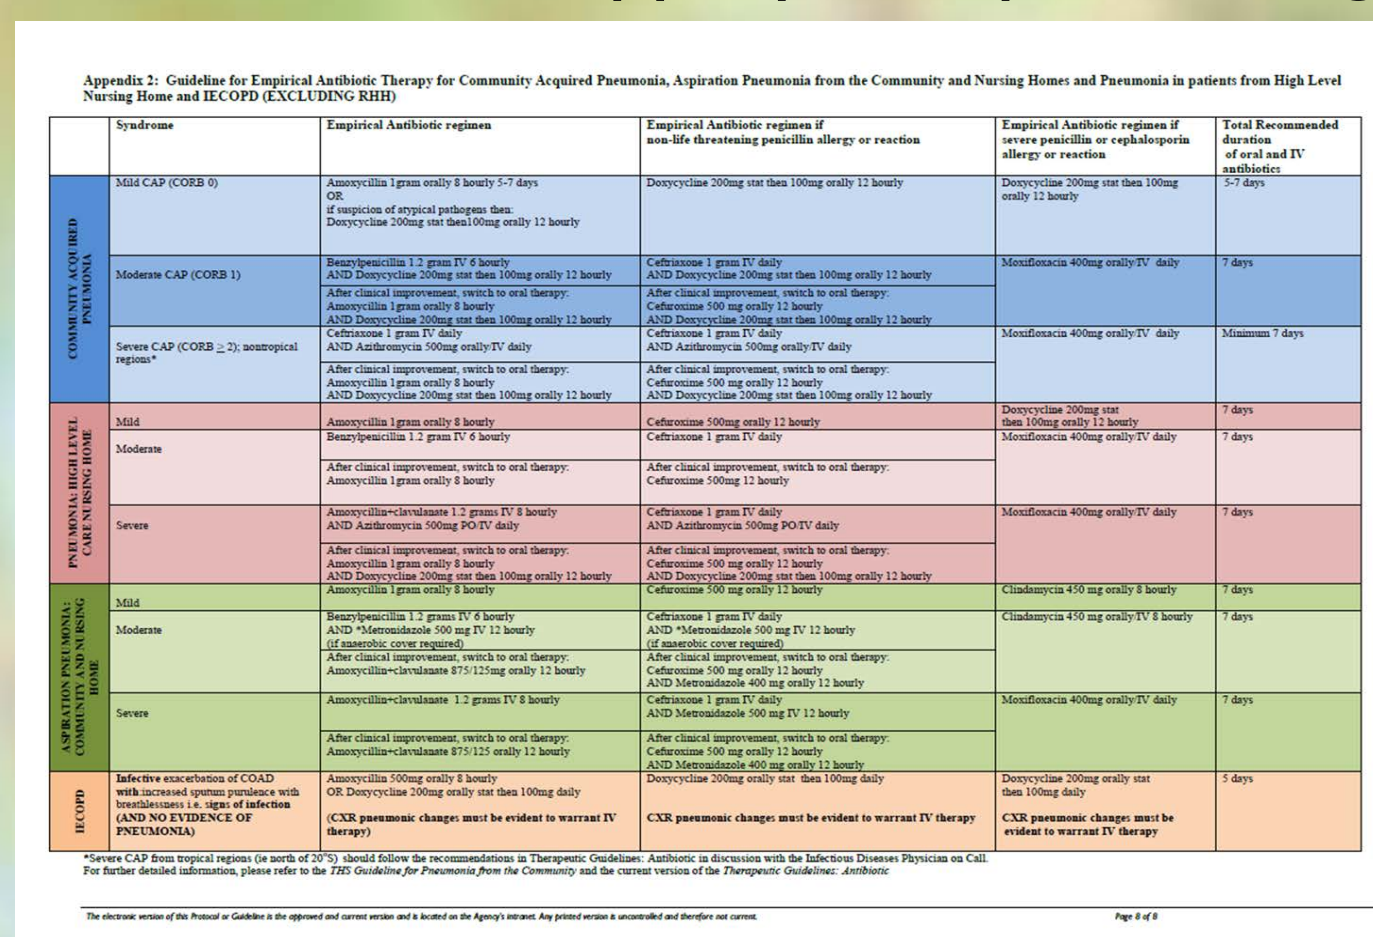 Appendix 2: Guideline for Empirical Antibiotic Therapy for Community Acquired Pneumonia, Aspiration Pneumonia from the Community and Nursing Homes and Pneumonia in patients from High Level
Nursing Home and IECOPD (EXCLUDING RHH)
Syndrome
Empirical Antibiotic regimen
Empirical Antibiotic regimen if
non-life threatening penicillin allergy or reaction
Empirical Antibiotic regimen if
severe penicillin or cephalosporin
allergy or reaction
Total Recommended
duration
of oral and IV
antibiotics
COMMUNITY ACQUIRED
PNEUMONIA
Mild CAP (CORB 0)
Amoxycillin 1gram orally 8 hourly 5-7 days
OR
if suspicion of atypical pathogens then:
Doxycycline 200mg stat then100mg orally 12 hourly
Doxycycline 200mg stat then 100mg orally 12 hourly
Doxycycline 200mg stat then 100mg
orally 12 hourly
5-7 days
Moderate CAP (CORB 1)
Benzylpenicillin 1.2 gram IV 6 hourly
AND Doxycycline 200mg stat then 100mg orally 12 hourly
After clinical improvement, switch to oral therapy:
Amoxycillin 1gram orally 8 hourly
AND Doxycycline 200mg stat then 100mg orally 12 hourly
Ceftriaxone 1 gram IV daily
AND Doxycycline 200mg stat then 100mg orally 12 hourly
After clinical improvement, switch to oral therapy:
Cefuroxime 500 mg orally 12 hourly
AND Doxycycline 200mg stat then 100mg orally 12 hourly
Moxifloxacin 400mg orally/IV daily
7 days
Severe CAP (CORB ≥ 2); nontropical
regions*
Ceftriaxone 1 gram IV daily
AND Azithromycin 500mg orally/IV daily
After clinical improvement, switch to oral therapy:
Amoxycillin 1gram orally 8 hourly
AND Doxycycline 200mg stat then 100mg orally 12 hourly
Ceftriaxone 1 gram IV daily
AND Azithromycin 500mg orally/IV daily
After clinical improvement, switch to oral therapy:
Cefuroxime 500 mg orally 12 hourly
AND Doxycycline 200mg stat then 100mg orally 12 hourly
Moxifloxacin 400mg orally/IV daily
Minimum 7 days
PNEUMONIA: HIGH LEVEL
CARE NURSING HOME
Mild
Amoxycillin 1gram orally 8 hourly
Cefuroxime 500mg orally 12 hourly
Doxycycline 200mg stat
then 100mg orally 12 hourly
7 days
Moderate
Benzylpenicillin 1.2 gram IV 6 hourly
After clinical improvement, switch to oral therapy:
Amoxycillin 1gram orally 8 hourly
Ceftriaxone 1 gram IV daily
After clinical improvement, switch to oral therapy:
Cefuroxime 500mg 12 hourly
Moxifloxacin 400mg orally/IV daily
7 days
Severe
Amoxycillin+clavulanate 1.2 grams IV 8 hourly
AND Azithromycin 500mg PO/IV daily
After clinical improvement, switch to oral therapy:
Amoxycillin 1gram orally 8 hourly
AND Doxycycline 200mg stat then 100mg orally 12 hourly
Ceftriaxone 1 gram IV daily
AND Azithromycin 500mg PO/IV daily
After clinical improvement, switch to oral therapy:
Cefuroxime 500 mg orally 12 hourly
AND Doxycycline 200mg stat then 100mg orally 12 hourly
Moxifloxacin 400mg orally/IV daily
7 days
ASPIRATION PNEUMONIA:
COMMUNITY AND NURSING
HOME
Mild
Amoxycillin 1gram orally 8 hourly
Cefuroxime 500 mg orally 12 hourly
Clindamycin 450 mg orally 8 hourly
7 days
Moderate
Benzylpenicillin 1.2 grams IV 6 hourly
AND *Metronidazole 500 mg IV 12 hourly
(if anaerobic cover required)
After clinical improvement, switch to oral therapy:
Amoxycillin+clavulanate 875/125mg orally 12 hourly
Ceftriaxone 1 gram IV daily
AND *Metronidazole 500 mg IV 12 hourly
(if anaerobic cover required)
After clinical improvement, switch to oral therapy:
Cefuroxime 500 mg orally 12 hourly
AND Metronidazole 400 mg orally 12 hourly
Clindamycin 450 mg orally/IV 8 hourly
7 days
Severe
Amoxycillin+clavulanate 1.2 grams IV 8 hourly
After clinical improvement, switch to oral therapy:
Amoxycillin+clavulanate 875/125 orally 12 hourly
Ceftriaxone 1 gram IV daily
AND Metronidazole 500 mg IV 12 hourly
After clinical improvement, switch to oral therapy:
Cefuroxime 500 mg orally 12 hourly
AND Metronidazole 400 mg orally 12 hourly
Moxifloxacin 400mg orally/IV daily
7 days
IECOPD
Infective exacerbation of COAD
with:increased sputum purulence with
breathlessness i.e. signs of infection
(AND NO EVIDENCE OF
PNEUMONIA)
Amoxycillin 500mg orally 8 hourly
OR Doxycycline 200mg orally stat then 100mg daily
(CXR pneumonic changes must be evident to warrant IV
therapy)
Doxycycline 200mg orally stat then 100mg daily
CXR pneumonic changes must be evident to warrant IV therapy
Doxycycline 200mg orally stat
then 100mg daily
CXR pneumonic changes must be
evident to warrant IV therapy
5 days
*Severe CAP from tropical regions (ie north of 20°S) should follow the recommendations in Therapeutic Guidelines: Antibiotic in discussion with the Infectious Diseases Physician on Call.
For further detailed information, please refer to the THS Guideline for Pneumonia from the Community and the current version of the Therapeutic Guidelines: Antibiotic
The electronic version of this Protocol or Guideline is the approved and current version and is located on the Agency's intranet. Any printed version is uncontrolled and therefore not current.
Page 8 of 8